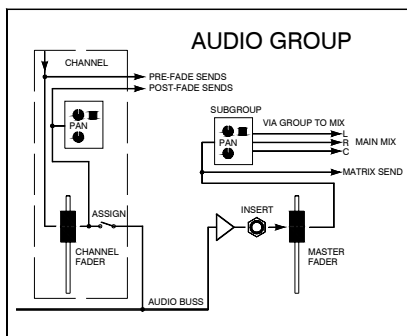 AUDIO GROUP
CHANNEL
PRE-FADE SENDS
POST-FADE SENDS
PAN
SUBGROUP
PAN
VIA GROUP TO MIX
L
R MAIN MIX
C
MATRIX SEND
ASSIGN
INSERT
CHANNEL
FADER
MASTER
FADER
AUDIO BUSS